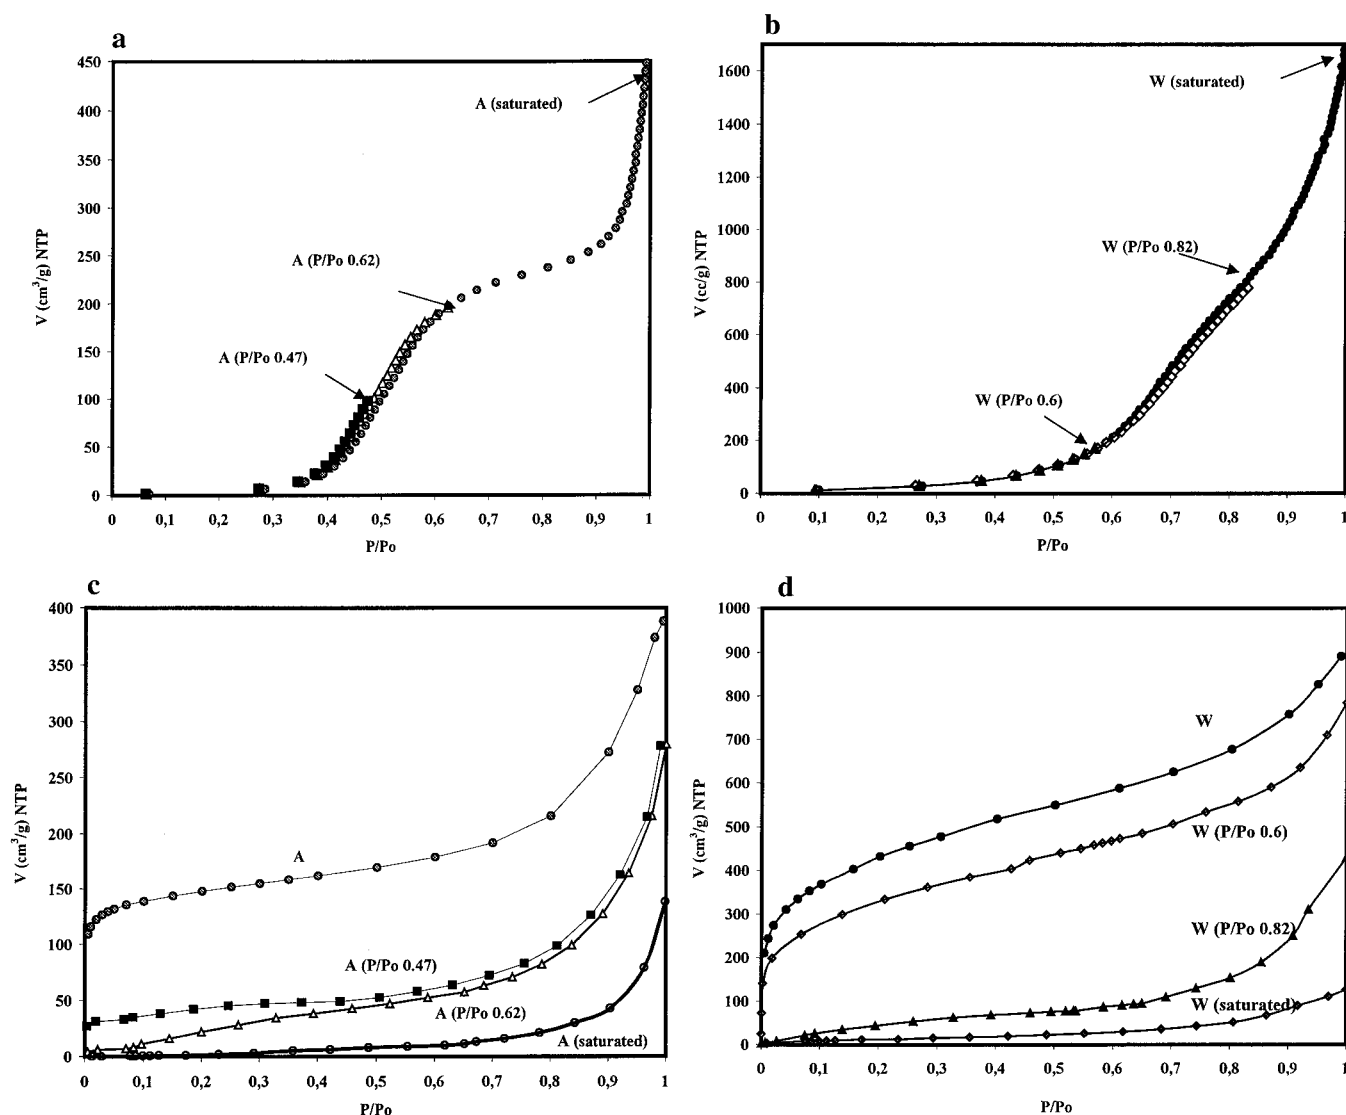 a
450
400
350
300
250
200
150
100
50
0
V (cm³/g) NTP
A (saturated)
A (P/Po 0.62)
A (P/Po 0.47)
0 0,1 0,2 0,3 0,4 0,5 0,6 0,7 0,8 0,9 1
P/Po
b
1600
1400
1200
1000
800
600
400
200
0
V (cc/g) NTP
W (saturated)
W (P/Po 0.82)
W (P/Po 0.6)
0 0,1 0,2 0,3 0,4 0,5 0,6 0,7 0,8 0,9 1
P/Po
c
400
350
300
250
200
150
100
50
0
V (cm³/g) NTP
A
A (P/Po 0.47)
A (P/Po 0.62)
A (saturated)
0 0,1 0,2 0,3 0,4 0,5 0,6 0,7 0,8 0,9 1
P/Po
d
1000
900
800
700
600
500
400
300
200
100
0
V (cm³/g) NTP
W
W (P/Po 0.6)
W (P/Po 0.82)
W (saturated)
0 0,1 0,2 0,3 0,4 0,5 0,6 0,7 0,8 0,9 1
P/Po